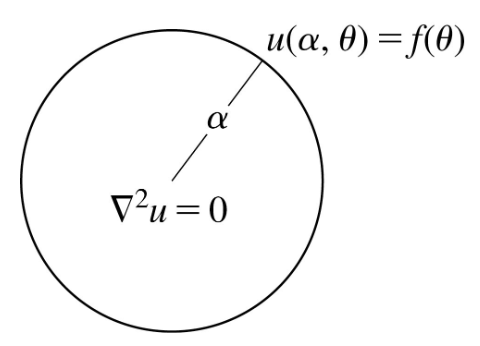 u(α, θ) = f(θ)
α
∇²u = 0